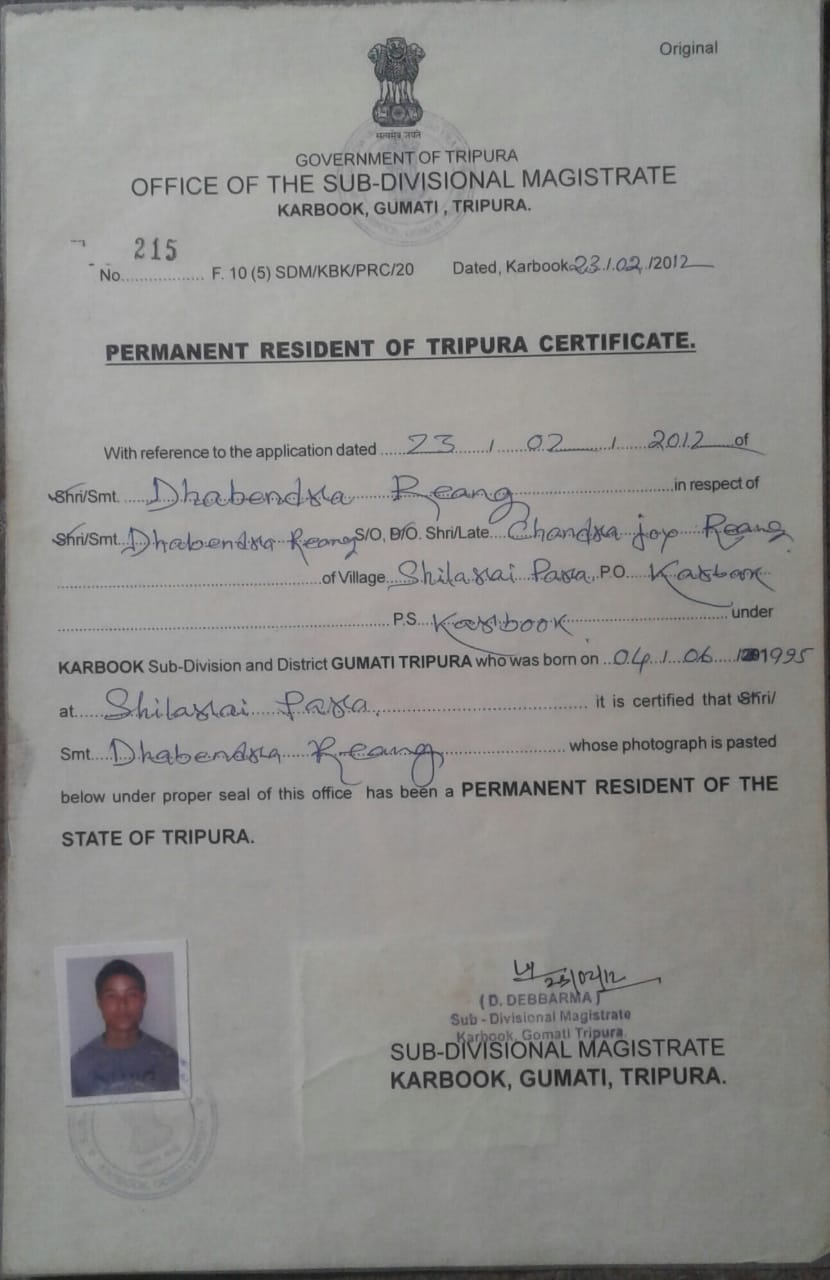 Original
सत्यमेव जयते
GOVERNMENT OF TRIPURA
OFFICE OF THE SUB-DIVISIONAL MAGISTRATE
KARBOOK, GUMATI , TRIPURA.
215
No.................. F. 10 (5) SDM/KBK/PRC/20 Dated, Karbook 23/02/2012
PERMANENT RESIDENT OF TRIPURA CERTIFICATE.
With reference to the application dated ..... 23 / 02 / 2012 of
Shri/Smt. Dhabendra Reang in respect of
Shri/Smt. Dhabendra Reang S/O, D/O. Shri/Late. Chandra joy Reang
of Village Shilarai Para, P.O Karbook
P.S. Karbook under
KARBOOK Sub-Division and District GUMATI TRIPURA who was born on 04 / 06 /1995
at Shilarai Para it is certified that Shri/
Smt. Dhabendra Reang whose photograph is pasted
below under proper seal of this office has been a PERMANENT RESIDENT OF THE
STATE OF TRIPURA.
23/02/12
( D. DEBBARMA )
Sub - Divisional Magistrate
Karbook, Gomati Tripura.
SUB-DIVISIONAL MAGISTRATE
KARBOOK, GUMATI, TRIPURA.